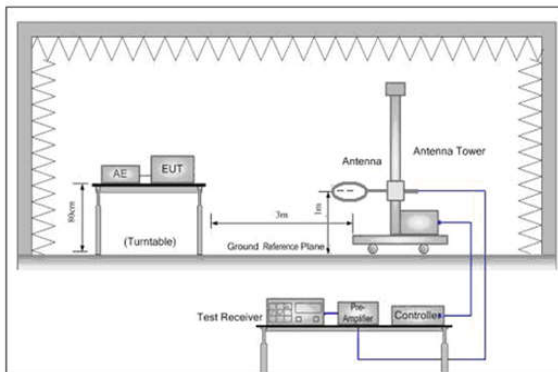 Antenna Tower
Antenna
AE
EUT
80cm
(Turntable)
3m
1m
Ground Reference Plane
Test Receiver
Pre-
Amplifier
Controller